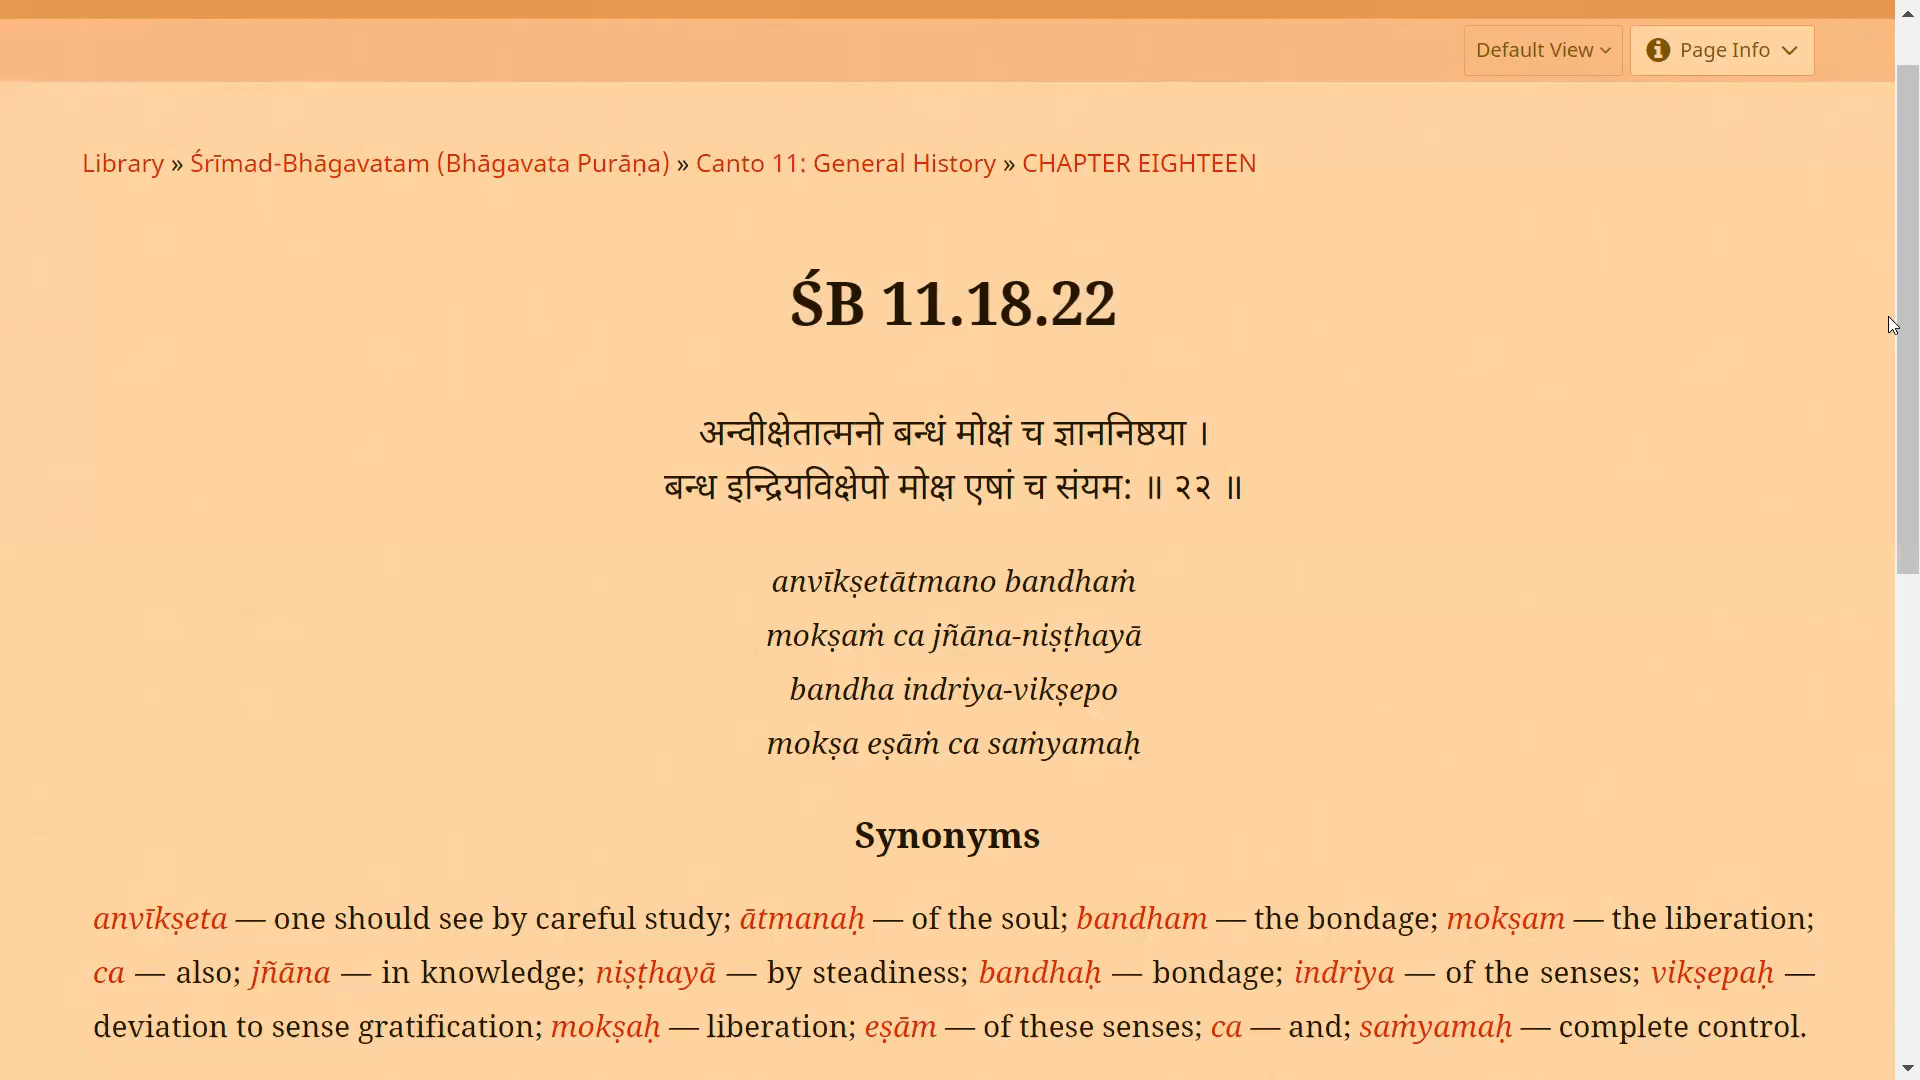 Default View
Page Info
Library » Śrīmad-Bhāgavatam (Bhāgavata Purāṇa) » Canto 11: General History » CHAPTER EIGHTEEN
ŚB 11.18.22
अन्वीक्षेतात्मनो बन्धं मोक्षं च ज्ञाननिष्ठया ।
बन्ध इन्द्रियविक्षेपो मोक्ष एषां च संयम: ॥ २२ ॥
anvīkṣetātmano bandhaṁ
mokṣaṁ ca jñāna-niṣṭhayā
bandha indriya-vikṣepo
mokṣa eṣāṁ ca saṁyamaḥ
Synonyms
anvīkṣeta — one should see by careful study; ātmanaḥ — of the soul; bandham — the bondage; mokṣam — the liberation;
ca — also; jñāna — in knowledge; niṣṭhayā — by steadiness; bandhaḥ — bondage; indriya — of the senses; vikṣepaḥ —
deviation to sense gratification; mokṣaḥ — liberation; eṣām — of these senses; ca — and; saṁyamaḥ — complete control.